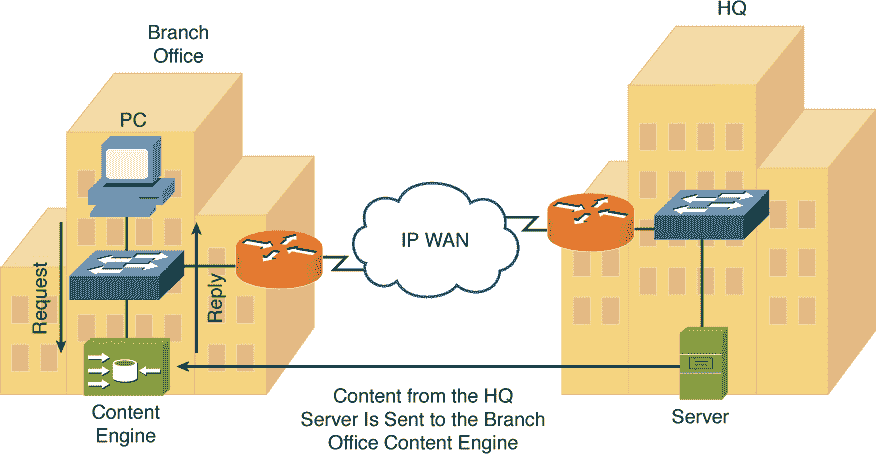 HQ
Branch
Office
PC
IP WAN
Request
Reply
Content
Engine
Content from the HQ
Server Is Sent to the Branch
Office Content Engine
Server